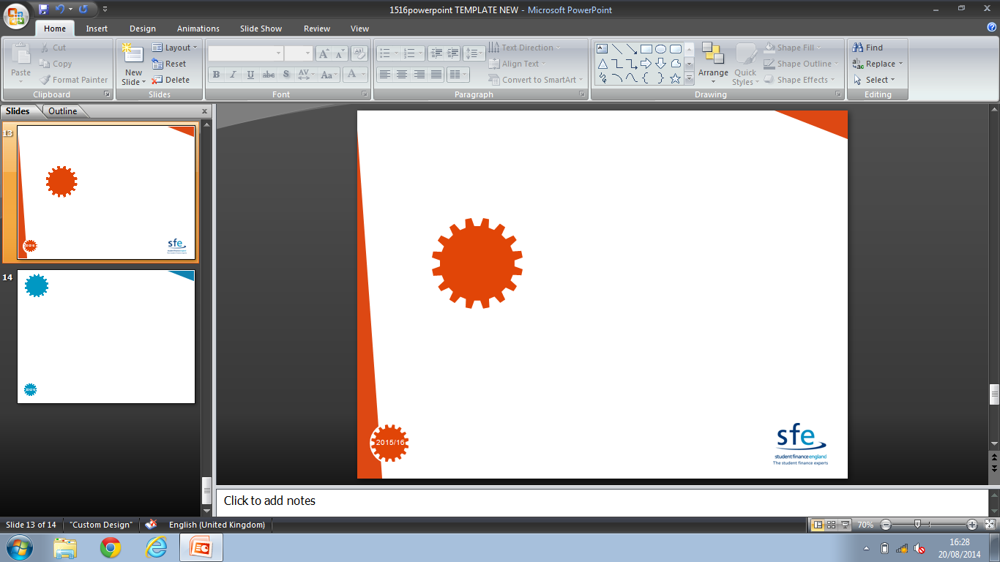 1516powerpoint TEMPLATE NEW - Microsoft PowerPoint
Home Insert Design Animations Slide Show Review View
Paste
Cut
Copy
Format Painter
Clipboard
New Slide
Layout
Reset
Delete
Slides
B I U abc S AV Aa A
Font
Text Direction
Align Text
Convert to SmartArt
Paragraph
Arrange
Quick Styles
Shape Fill
Shape Outline
Shape Effects
Drawing
Find
Replace
Select
Editing
Slides Outline x
13
sfe
14
2015/16
sfe
student finance england
The student finance experts
Click to add notes
Slide 13 of 14 "Custom Design" English (United Kingdom) 70%
16:28
20/08/2014